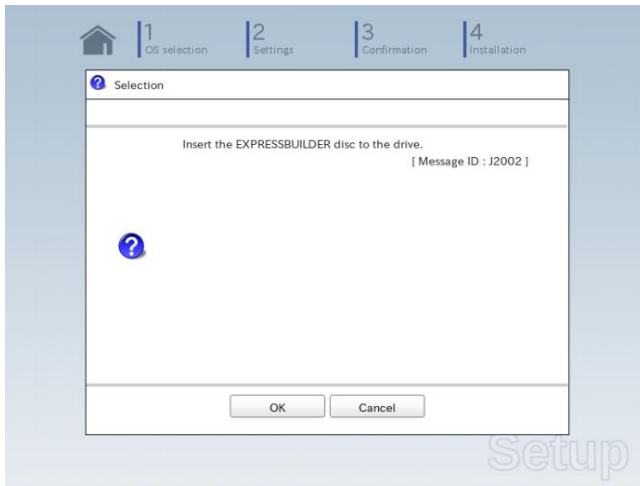 1
OS selection
2
Settings
3
Confirmation
4
Installation
Selection
Insert the EXPRESSBUILDER disc to the drive.
[ Message ID : J2002 ]
OK
Cancel
Setup